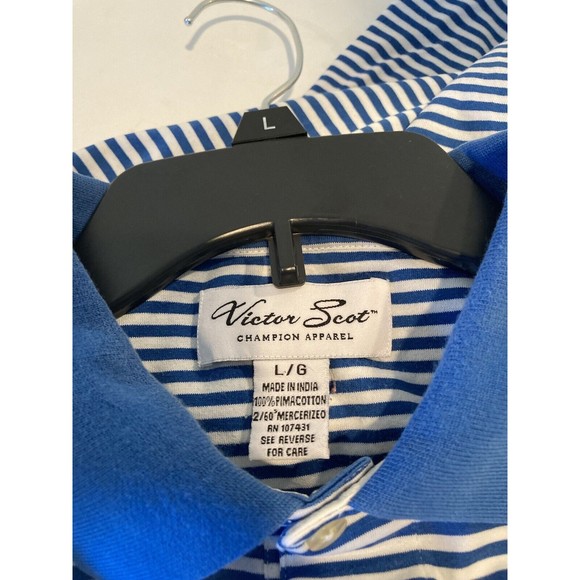 L
Victor Scot™
CHAMPION APPAREL
L/G
MADE IN INDIA
100% PIMACOTTON
2/60'MERCERIZED
RN 107431
SEE REVERSE
FOR CARE